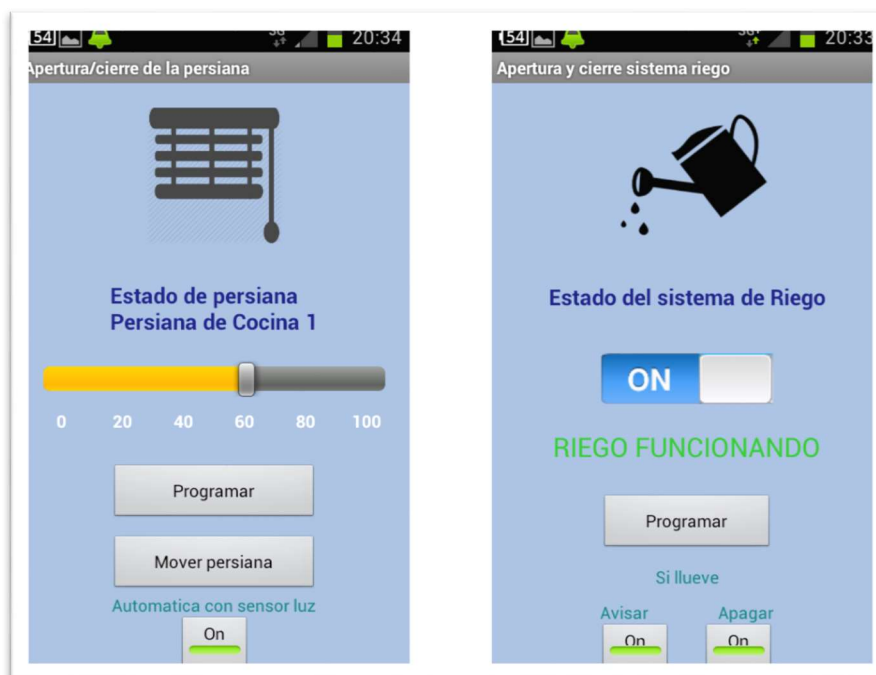 54
3G
20:34
Apertura/cierre de la persiana
Estado de persiana
Persiana de Cocina 1
0 20 40 60 80 100
Programar
Mover persiana
Automatica con sensor luz
On
54
3G+
20:33
Apertura y cierre sistema riego
Estado del sistema de Riego
ON
RIEGO FUNCIONANDO
Programar
Si llueve
Avisar Apagar
On On